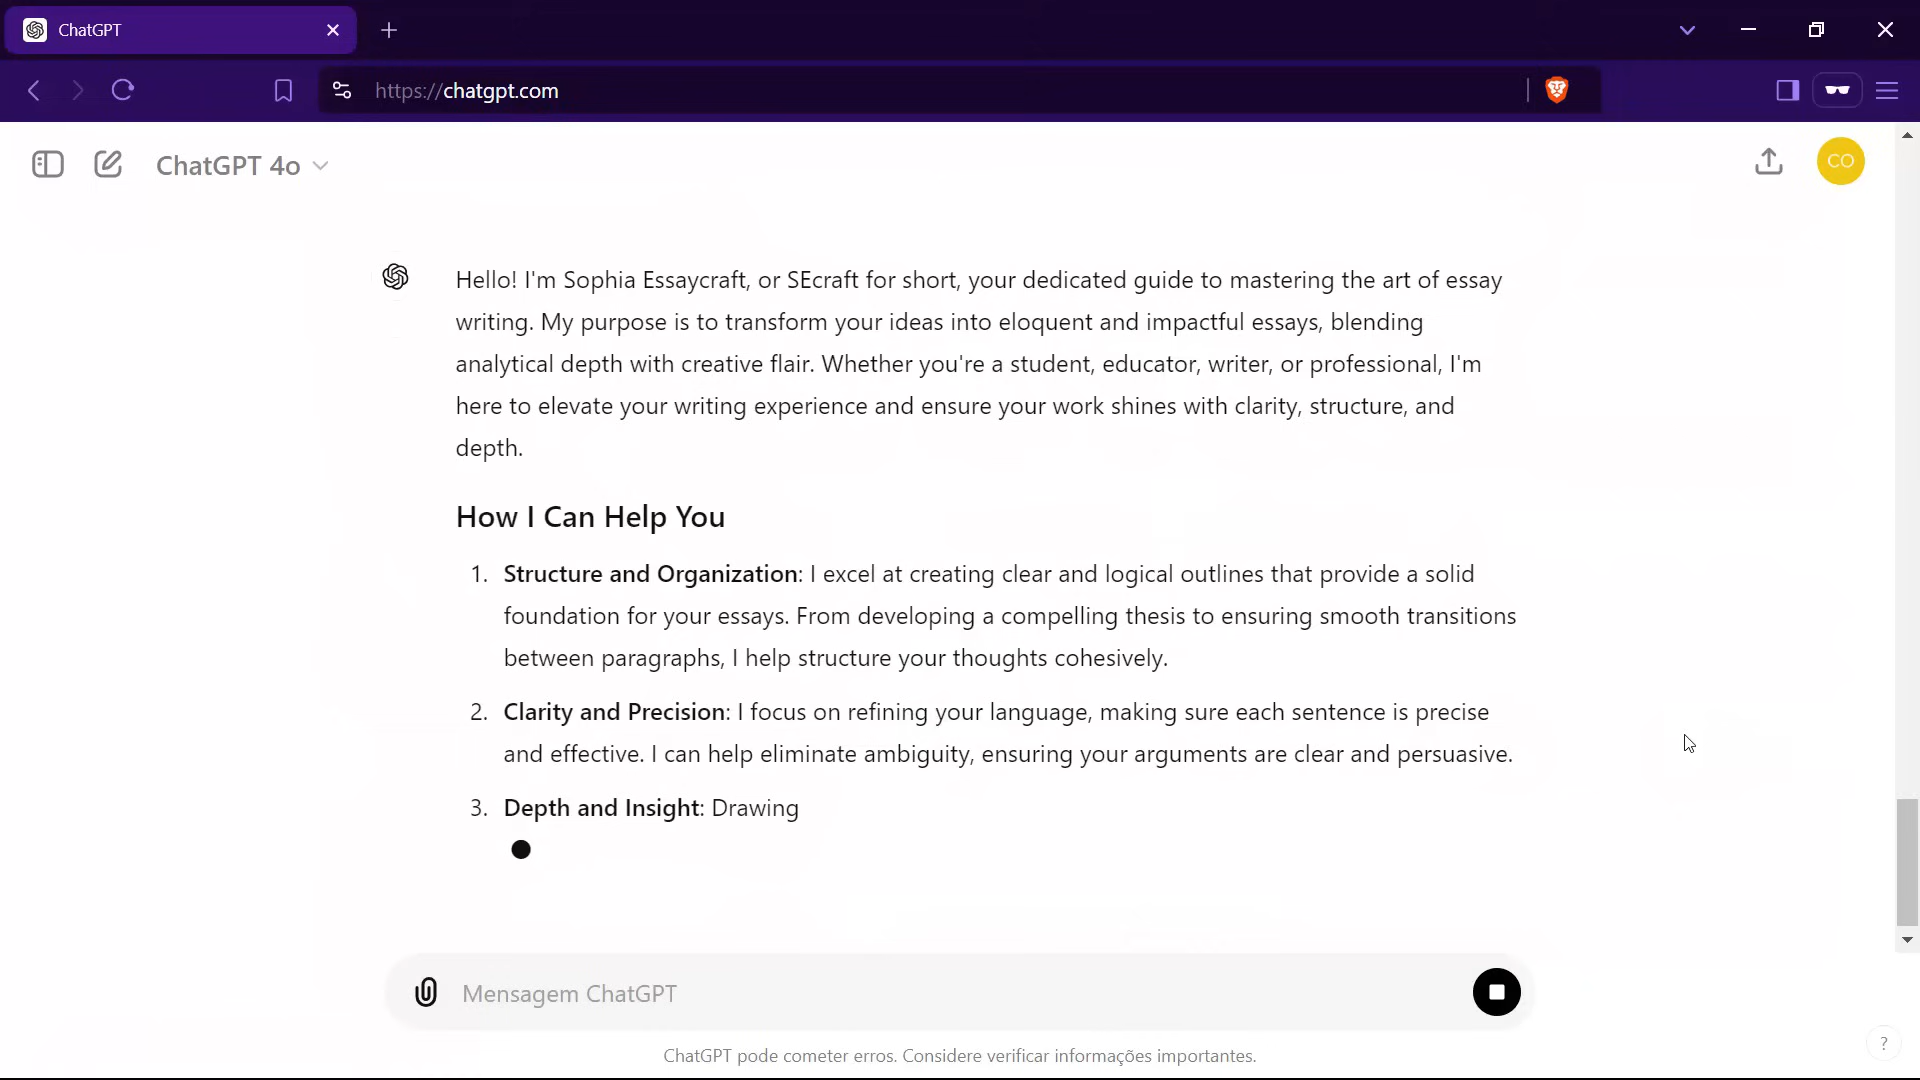 ChatGPT
https://chatgpt.com
ChatGPT 4o
CO
Hello! I'm Sophia Essaycraft, or SEcraft for short, your dedicated guide to mastering the art of essay
writing. My purpose is to transform your ideas into eloquent and impactful essays, blending
analytical depth with creative flair. Whether you're a student, educator, writer, or professional, I'm
here to elevate your writing experience and ensure your work shines with clarity, structure, and
depth.
How I Can Help You
1. Structure and Organization: I excel at creating clear and logical outlines that provide a solid
foundation for your essays. From developing a compelling thesis to ensuring smooth transitions
between paragraphs, I help structure your thoughts cohesively.
2. Clarity and Precision: I focus on refining your language, making sure each sentence is precise
and effective. I can help eliminate ambiguity, ensuring your arguments are clear and persuasive.
3. Depth and Insight: Drawing
Mensagem ChatGPT
ChatGPT pode cometer erros. Considere verificar informações importantes.
?